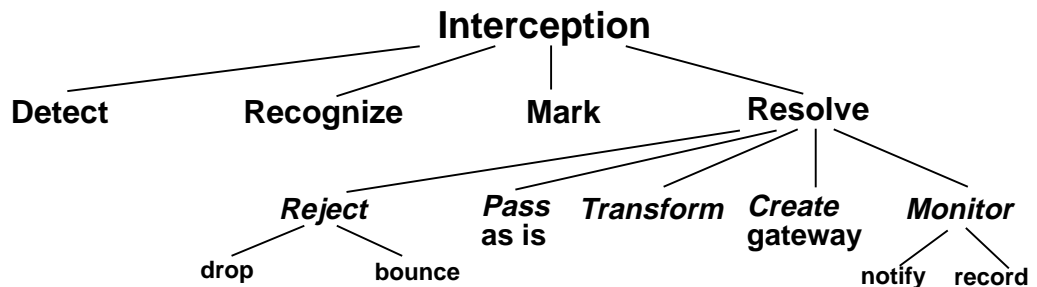 Interception
Detect
Recognize
Mark
Resolve
Reject
Pass
as is
Transform
Create
gateway
Monitor
drop
bounce
notify
record